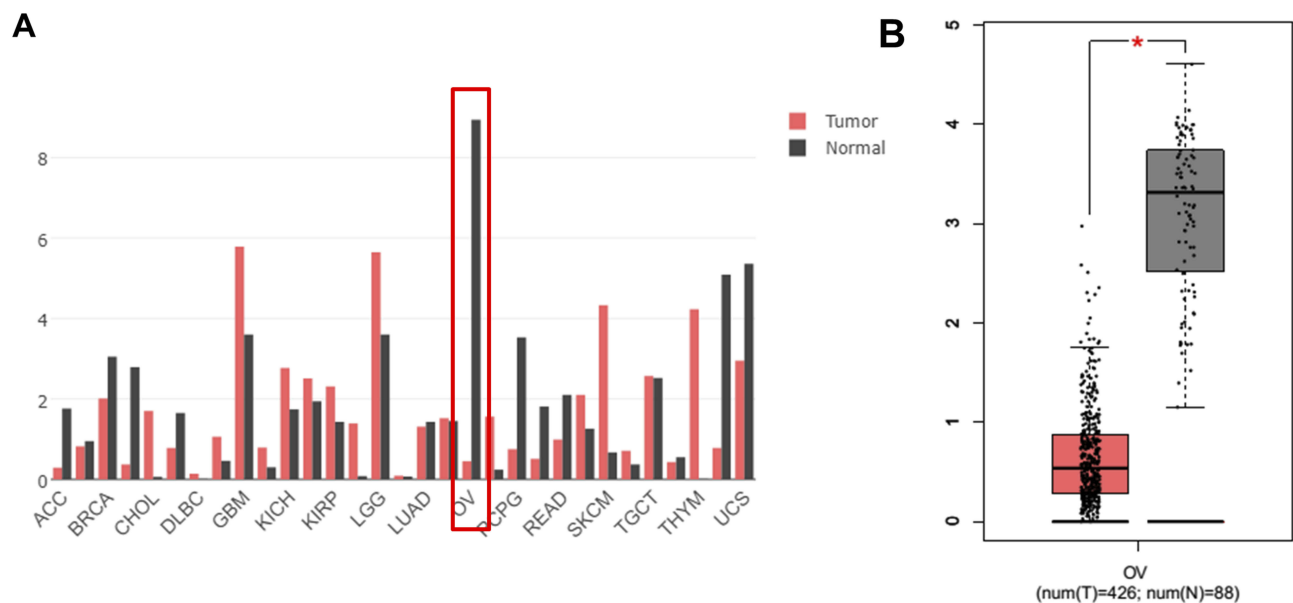 A
8
6
4
2
0
ACC
BRCA
CHOL
DLBC
GBM
KICH
KIRP
LGG
LUAD
OV
PCPG
READ
SKCM
TGCT
THYM
UCS
Tumor
Normal
B
5
4
3
2
1
0
*
OV
(num(T)=426; num(N)=88)